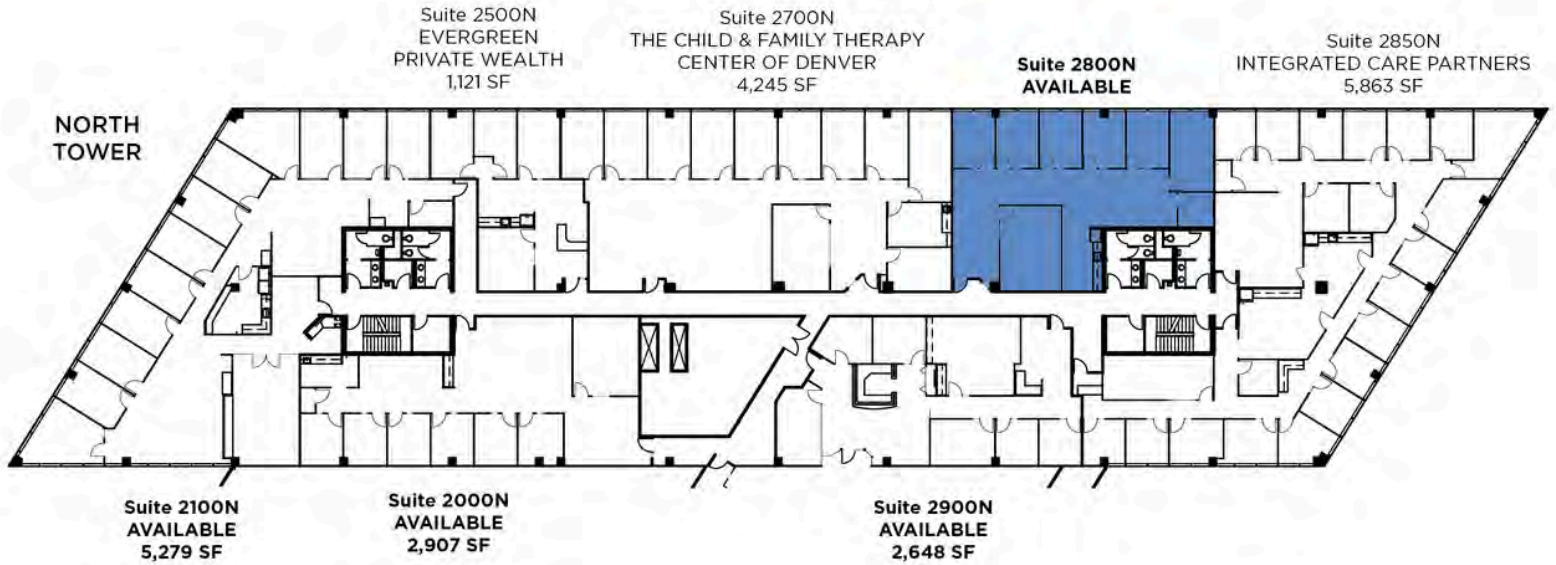 Suite 2500N
EVERGREEN
PRIVATE WEALTH
1,121 SF
Suite 2700N
THE CHILD & FAMILY THERAPY
CENTER OF DENVER
4,245 SF
Suite 2800N
AVAILABLE
Suite 2850N
INTEGRATED CARE PARTNERS
5,863 SF
NORTH
TOWER
Suite 2100N
AVAILABLE
5,279 SF
Suite 2000N
AVAILABLE
2,907 SF
Suite 2900N
AVAILABLE
2,648 SF